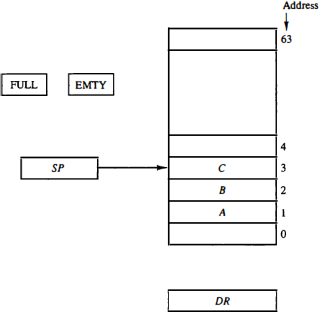 Address
63
FULL EMTY
4
SP C 3
B 2
A 1
0
DR